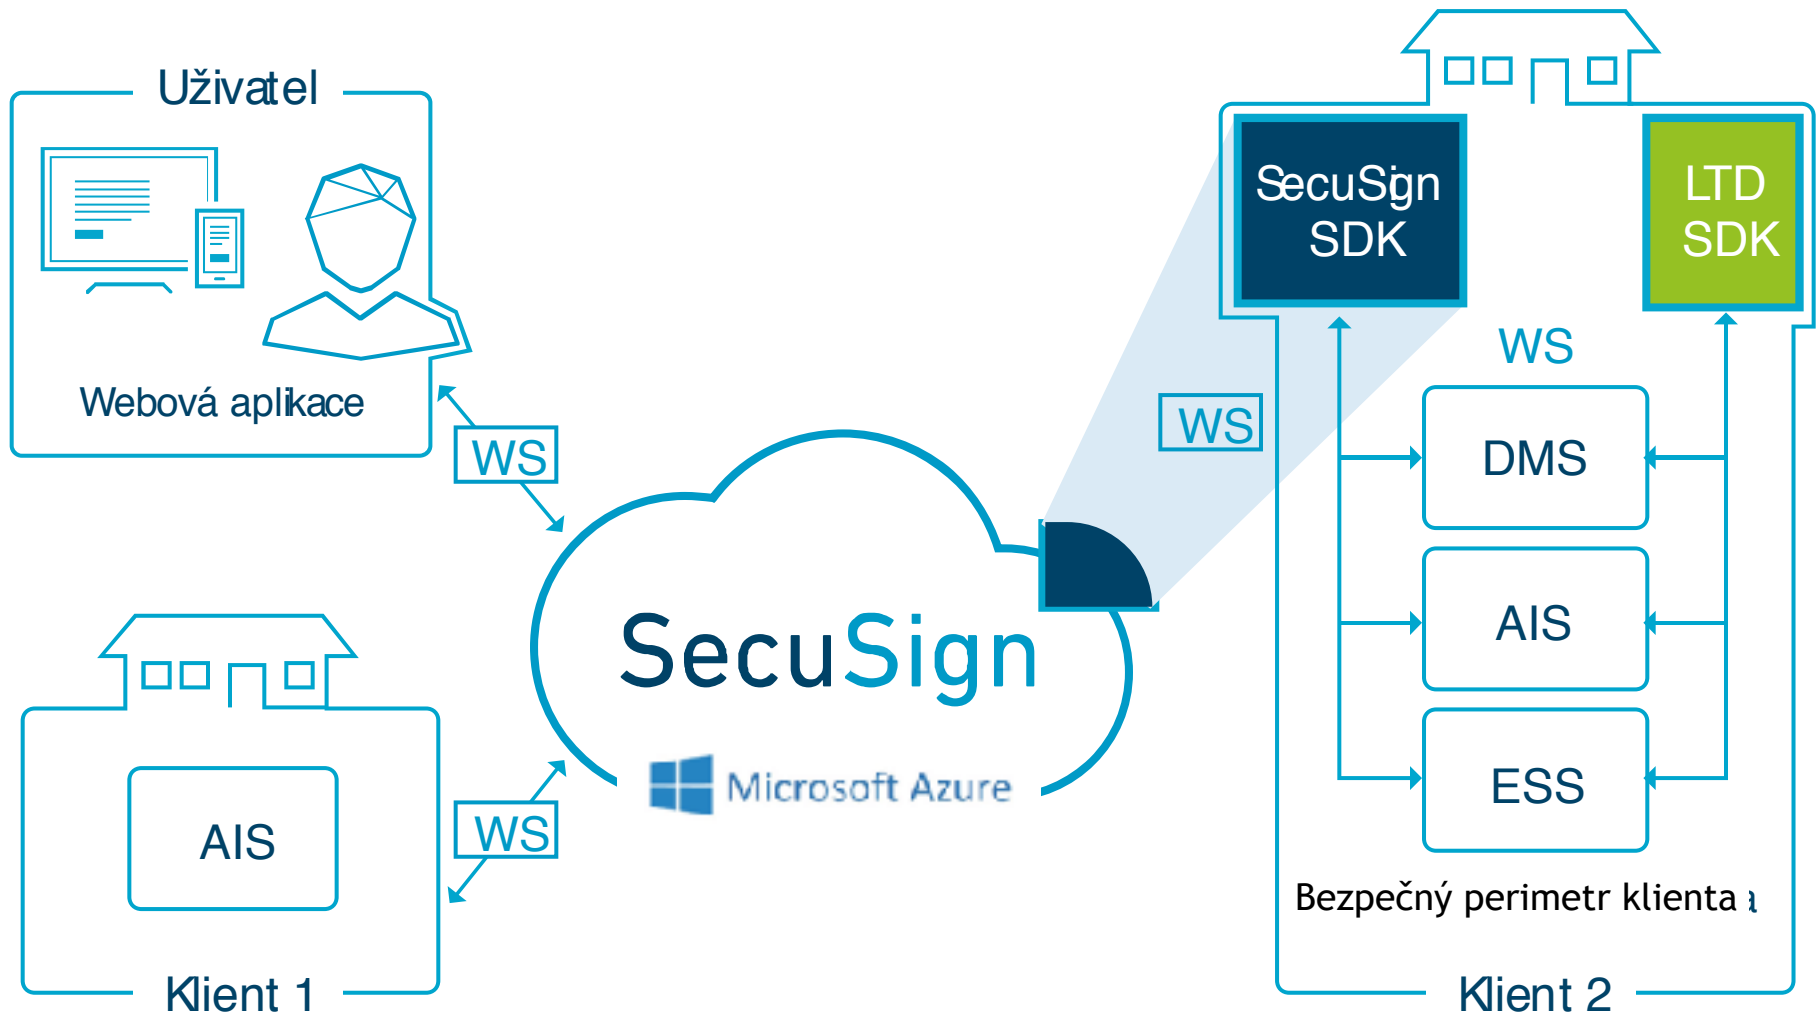 Uživatel
Webová aplikace
WS
AIS
WS
Klient 1
SecuSign
Microsoft Azure
WS
SecuSign
SDK
LTD
SDK
WS
DMS
AIS
ESS
Bezpečný perimetr klienta
Klient 2